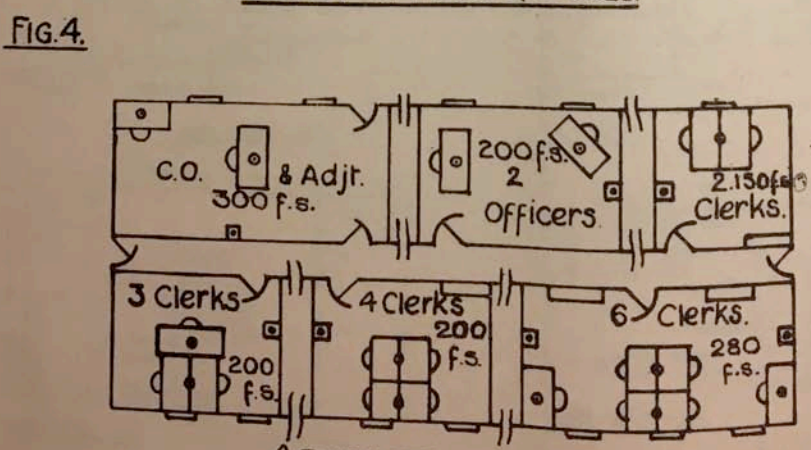 FIG.4.
C.O. & Adjt.
300 f.s.
200 f.s.
2
Officers.
2.150 f.s.
Clerks.
3 Clerks
200
f.s.
4 Clerks
200
f.s.
6 Clerks.
280
f.s.